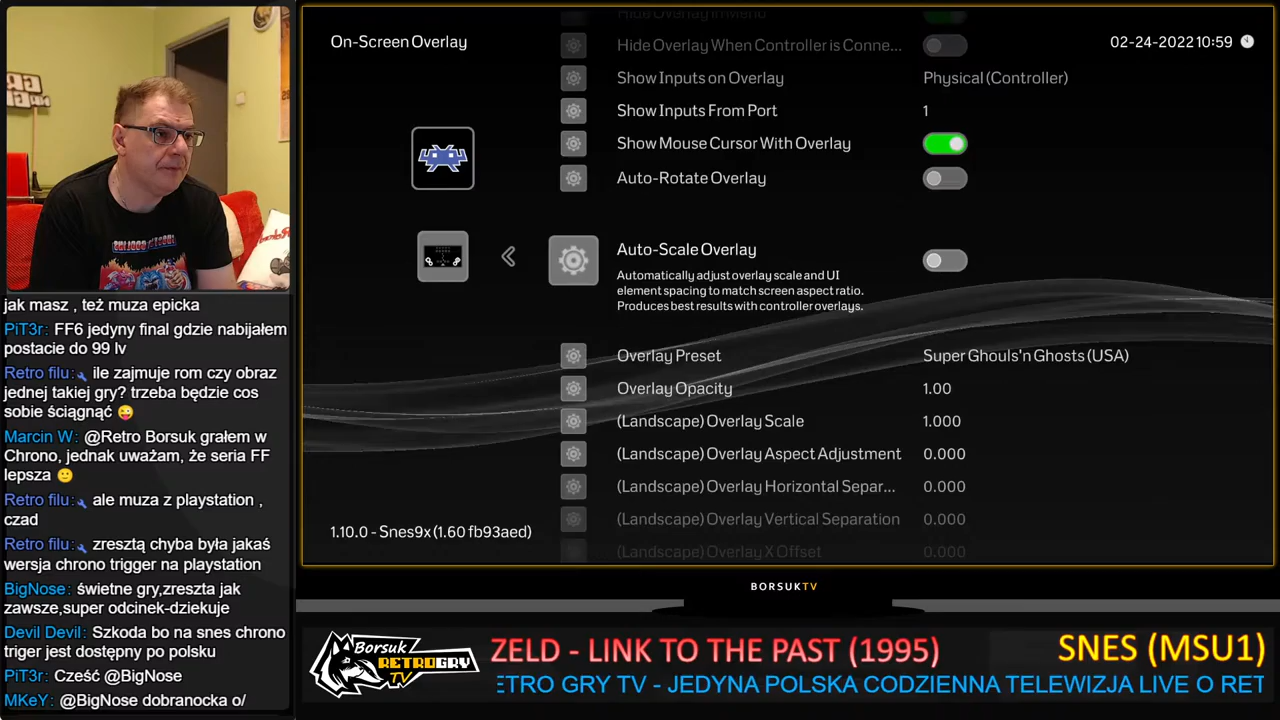 On-Screen Overlay
02-24-2022 10:59
Hide Overlay When Controller is Conne...
Show Inputs on Overlay
Physical (Controller)
Show Inputs From Port
1
Show Mouse Cursor With Overlay
Auto-Rotate Overlay
Auto-Scale Overlay
Automatically adjust overlay scale and UI
element spacing to match screen aspect ratio.
Produces best results with controller overlays.
Overlay Preset
Super Ghouls'n Ghosts (USA)
Overlay Opacity
1.00
(Landscape) Overlay Scale
1.000
(Landscape) Overlay Aspect Adjustment
0.000
(Landscape) Overlay Horizontal Separ...
0.000
(Landscape) Overlay Vertical Separation
0.000
(Landscape) Overlay X Offset
0.000
1.10.0 - Snes9x (1.60 fb93aed)
jak masz , też muza epicka
PiT3r: FF6 jedyny final gdzie nabijałem
postacie do 99 lv
Retro filu: ile zajmuje rom czy obraz
jednej takiej gry? trzeba będzie cos
sobie ściągnąć
Marcin W: @Retro Borsuk grałem w
Chrono, jednak uważam, że seria FF
lepsza
Retro filu: ale muza z playstation ,
czad
Retro filu: zresztą chyba była jakaś
wersja chrono trigger na playstation
BigNose: świetne gry,zreszta jak
zawsze,super odcinek-dziekuje
Devil Devil: Szkoda bo na snes chrono
triger jest dostępny po polsku
PiT3r: Cześć @BigNose
MKeY: @BigNose dobranocka o/
BORSUKTV
Borsuk
RETROGRY
TV
ZELD - LINK TO THE PAST (1995)
SNES (MSU1)
ETRO GRY TV - JEDYNA POLSKA CODZIENNA TELEWIZJA LIVE O RET